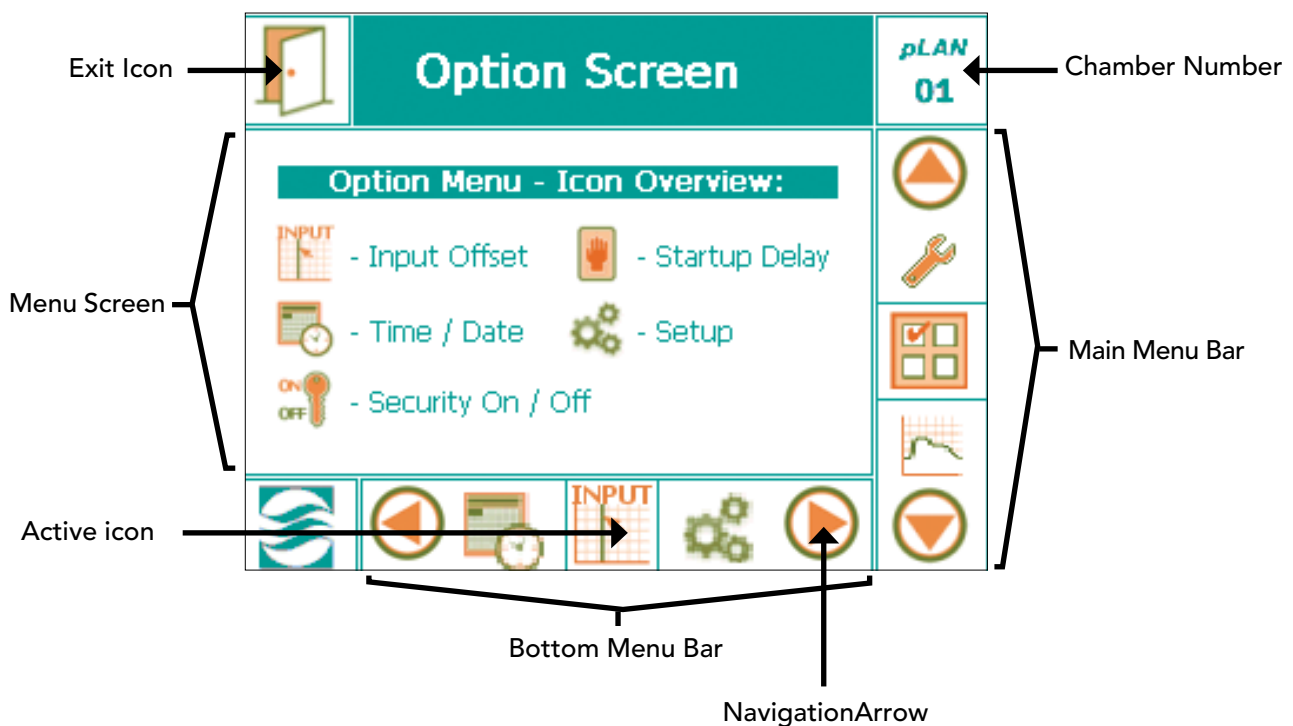 pLAN
Exit Icon
Option Screen
Chamber Number
01
Option Menu - Icon Overview:
INPUT
- Input Offset
- Startup Delay
Menu Screen
- Time / Date
- Setup
Main Menu Bar
ON
OFF
- Security On / Off
INPUT
Active icon
Bottom Menu Bar
NavigationArrow